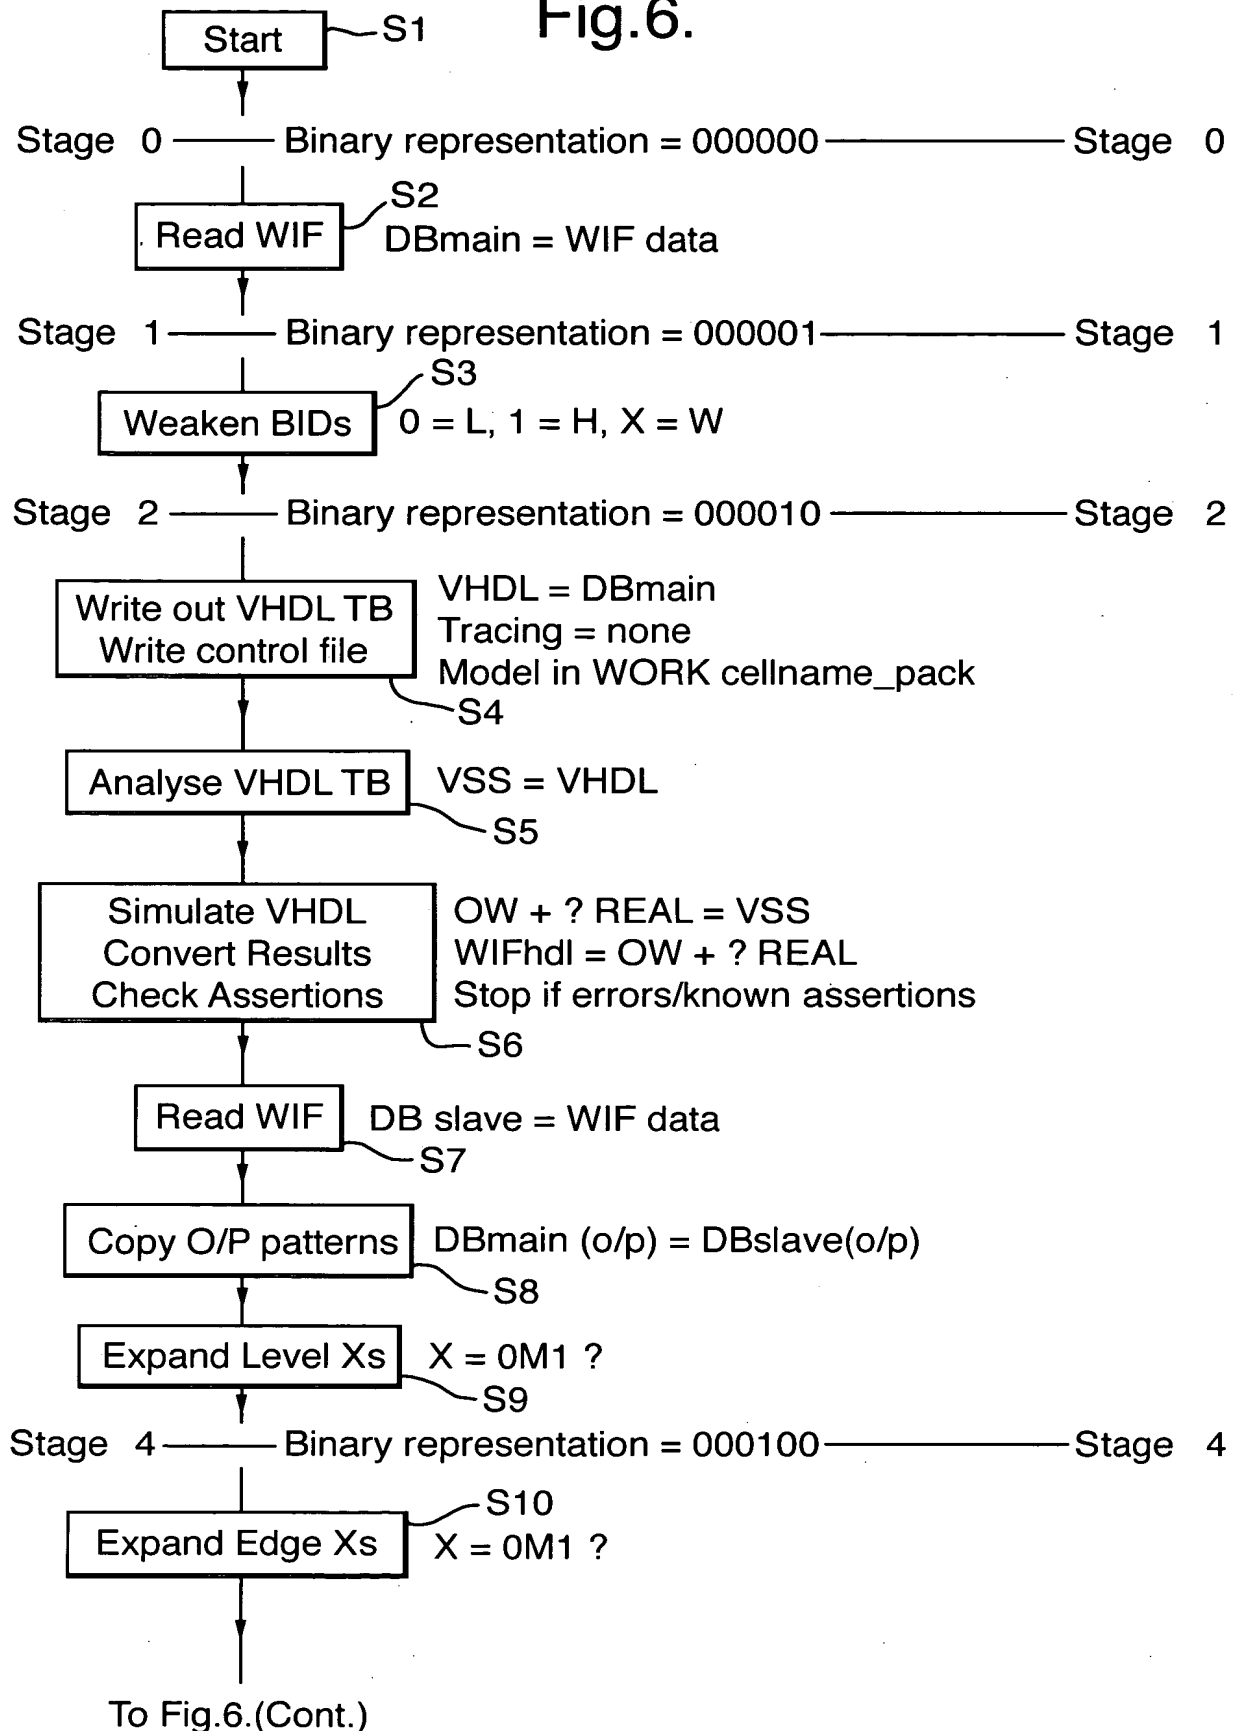 Fig.6.
Start
S1
Stage 0 Binary representation = 000000 Stage 0
S2
Read WIF
DBmain = WIF data
Stage 1 Binary representation = 000001 Stage 1
S3
Weaken BIDs
0 = L, 1 = H, X = W
Stage 2 Binary representation = 000010 Stage 2
Write out VHDL TB
Write control file
VHDL = DBmain
Tracing = none
Model in WORK cellname_pack
S4
Analyse VHDL TB
VSS = VHDL
S5
Simulate VHDL
Convert Results
Check Assertions
OW + ? REAL = VSS
WIFhdl = OW + ? REAL
Stop if errors/known assertions
S6
Read WIF
DB slave = WIF data
S7
Copy O/P patterns
DBmain (o/p) = DBslave(o/p)
S8
Expand Level Xs
X = 0M1 ?
S9
Stage 4 Binary representation = 000100 Stage 4
S10
Expand Edge Xs
X = 0M1 ?
To Fig.6.(Cont.)